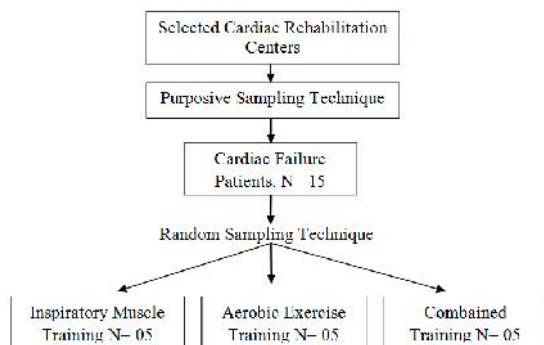 Selected Cardiac Rehabilitation
Centers
Purposive Sampling Technique
Cardiac Failure
Patients. N 15
Random Sampling Technique
Inspiratory Muscle
Training N= 05
Aerobic Exercise
Training N= 05
Combained
Training N= 05